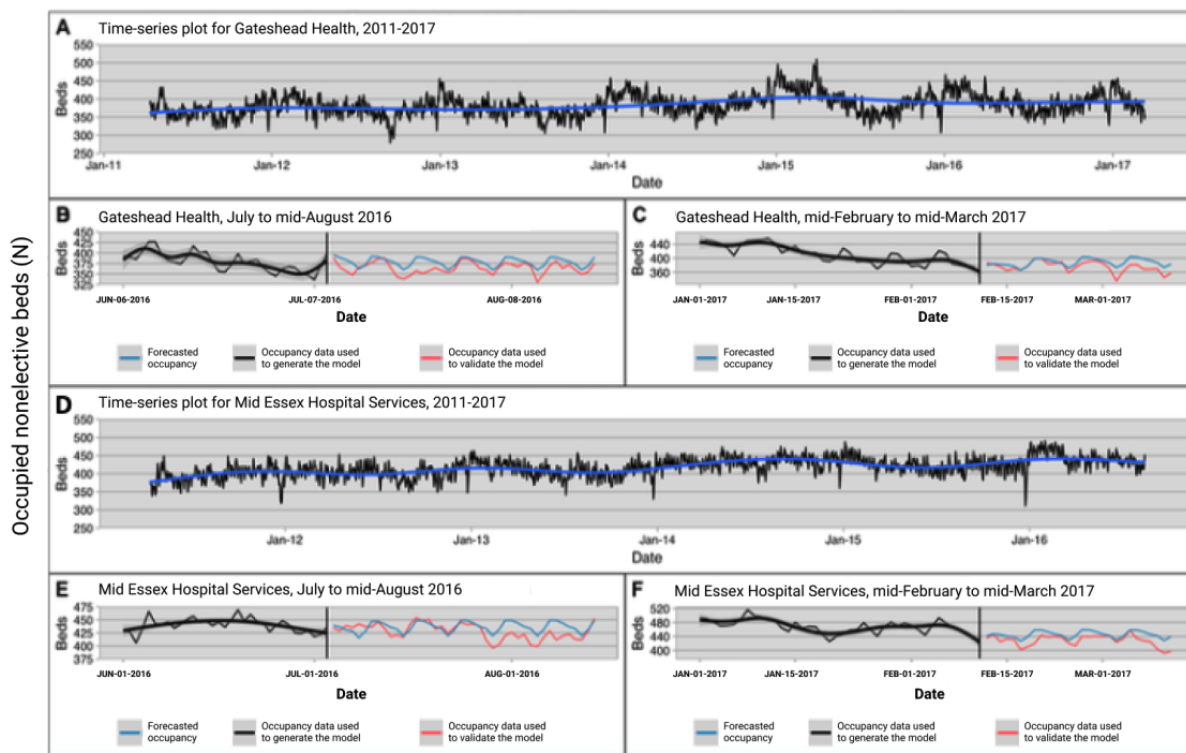 Occupied nonelective beds (N)
A Time-series plot for Gateshead Health, 2011-2017
Beds
550
500
450
400
350
300
250
Jan-11 Jan-12 Jan-13 Jan-14 Jan-15 Jan-16 Jan-17
Date
B Gateshead Health, July to mid-August 2016
Beds
450
425
400
375
350
325
JUN-06-2016 JUL-07-2016 AUG-08-2016
Date
Forecasted occupancy
Occupancy data used to generate the model
Occupancy data used to validate the model
C Gateshead Health, mid-February to mid-March 2017
Beds
440
400
360
JAN-01-2017 JAN-15-2017 FEB-01-2017 FEB-15-2017 MAR-01-2017
Date
Forecasted occupancy
Occupancy data used to generate the model
Occupancy data used to validate the model
D Time-series plot for Mid Essex Hospital Services, 2011-2017
Beds
550
500
450
400
350
300
250
Jan-12 Jan-13 Jan-14 Jan-15 Jan-16
Date
E Mid Essex Hospital Services, July to mid-August 2016
Beds
475
450
425
400
375
JUN-01-2016 JUL-01-2016 AUG-01-2016
Date
Forecasted occupancy
Occupancy data used to generate the model
Occupancy data used to validate the model
F Mid Essex Hospital Services, mid-February to mid-March 2017
Beds
520
480
440
400
JAN-01-2017 JAN-15-2017 FEB-01-2017 FEB-15-2017 MAR-01-2017
Date
Forecasted occupancy
Occupancy data used to generate the model
Occupancy data used to validate the model